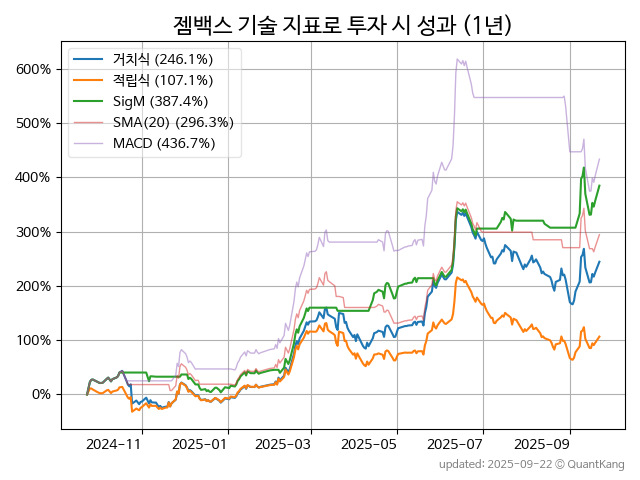 젬백스 기술 지표로 투자 시 성과 (1년)
거치식 (246.1%)
적립식 (107.1%)
SigM (387.4%)
SMA(20) (296.3%)
MACD (436.7%)
600%
500%
400%
300%
200%
100%
0%
2024-11
2025-01
2025-03
2025-05
2025-07
2025-09
updated: 2025-09-22 © QuantKang